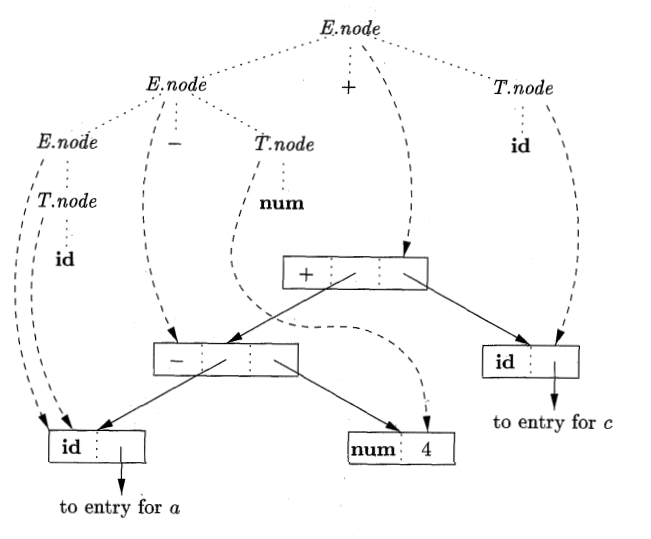 E.node
E.node + T.node
E.node − T.node id
T.node num
id
+
−
id
to entry for c
id num 4
to entry for a